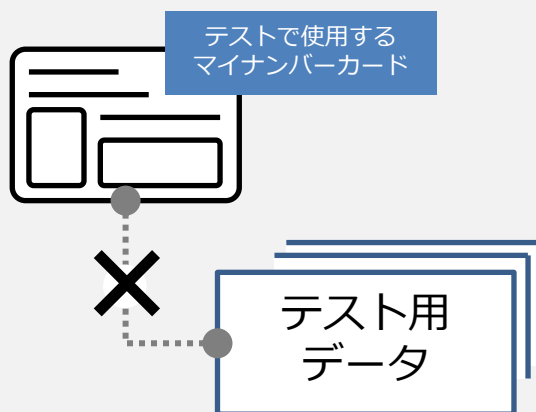 テストで使用する
マイナンバーカード
テスト用
データ